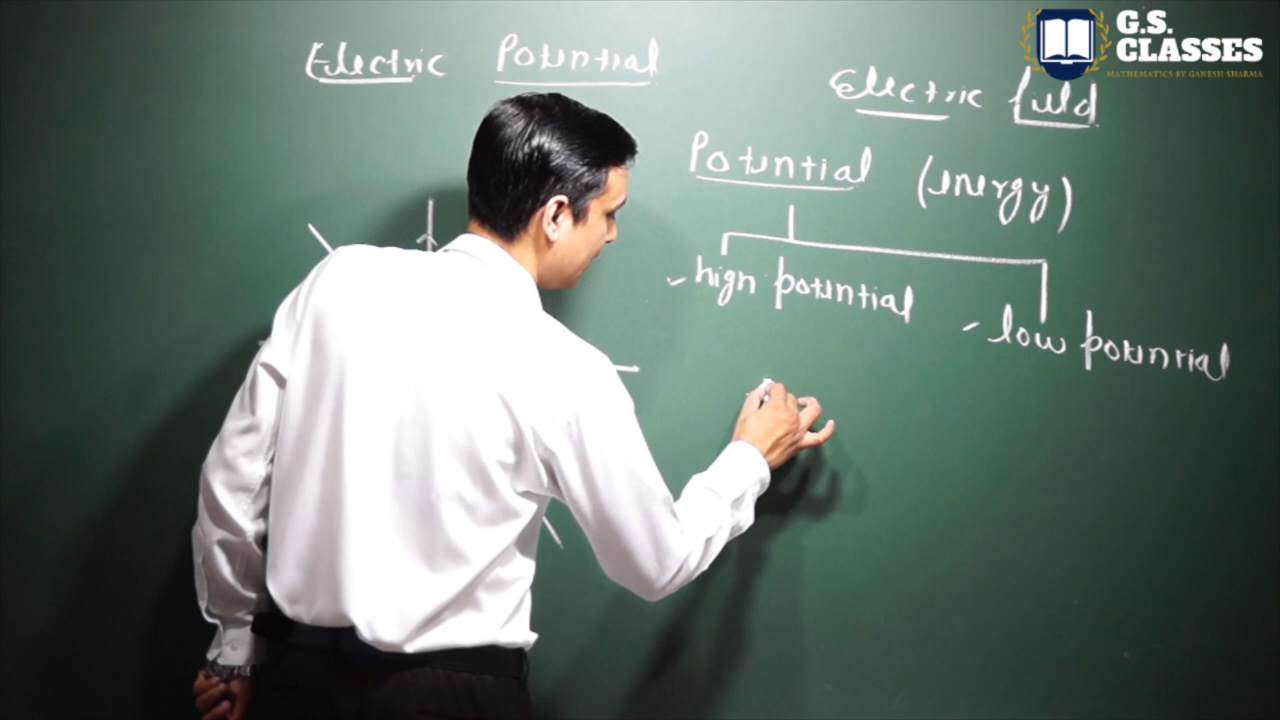 Electric Potential
Electric field
Potential (energy)
- high potential
- low potential
G.S.
CLASSES
MATHEMATICS BY GANESH SHARMA